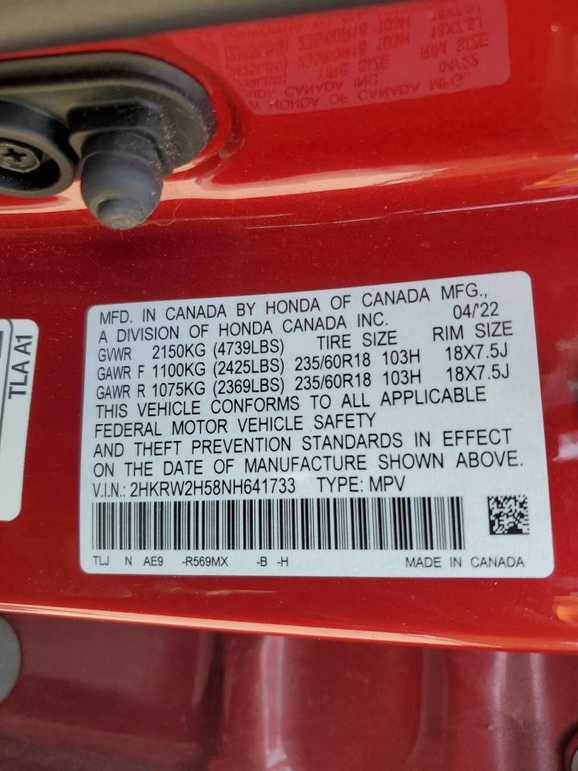 MFD. IN CANADA BY HONDA OF CANADA MFG.,
A DIVISION OF HONDA CANADA INC. 04/'22
GVWR 2150KG (4739LBS) TIRE SIZE RIM SIZE
GAWR F 1100KG (2425LBS) 235/60R18 103H 18X7.5J
GAWR R 1075KG (2369LBS) 235/60R18 103H 18X7.5J
THIS VEHICLE CONFORMS TO ALL APPLICABLE
FEDERAL MOTOR VEHICLE SAFETY
AND THEFT PREVENTION STANDARDS IN EFFECT
ON THE DATE OF MANUFACTURE SHOWN ABOVE.
V.I.N.: 2HKRW2H58NH641733 TYPE: MPV
TLJ N AE9 -R569MX -B -H MADE IN CANADA
TLA A1